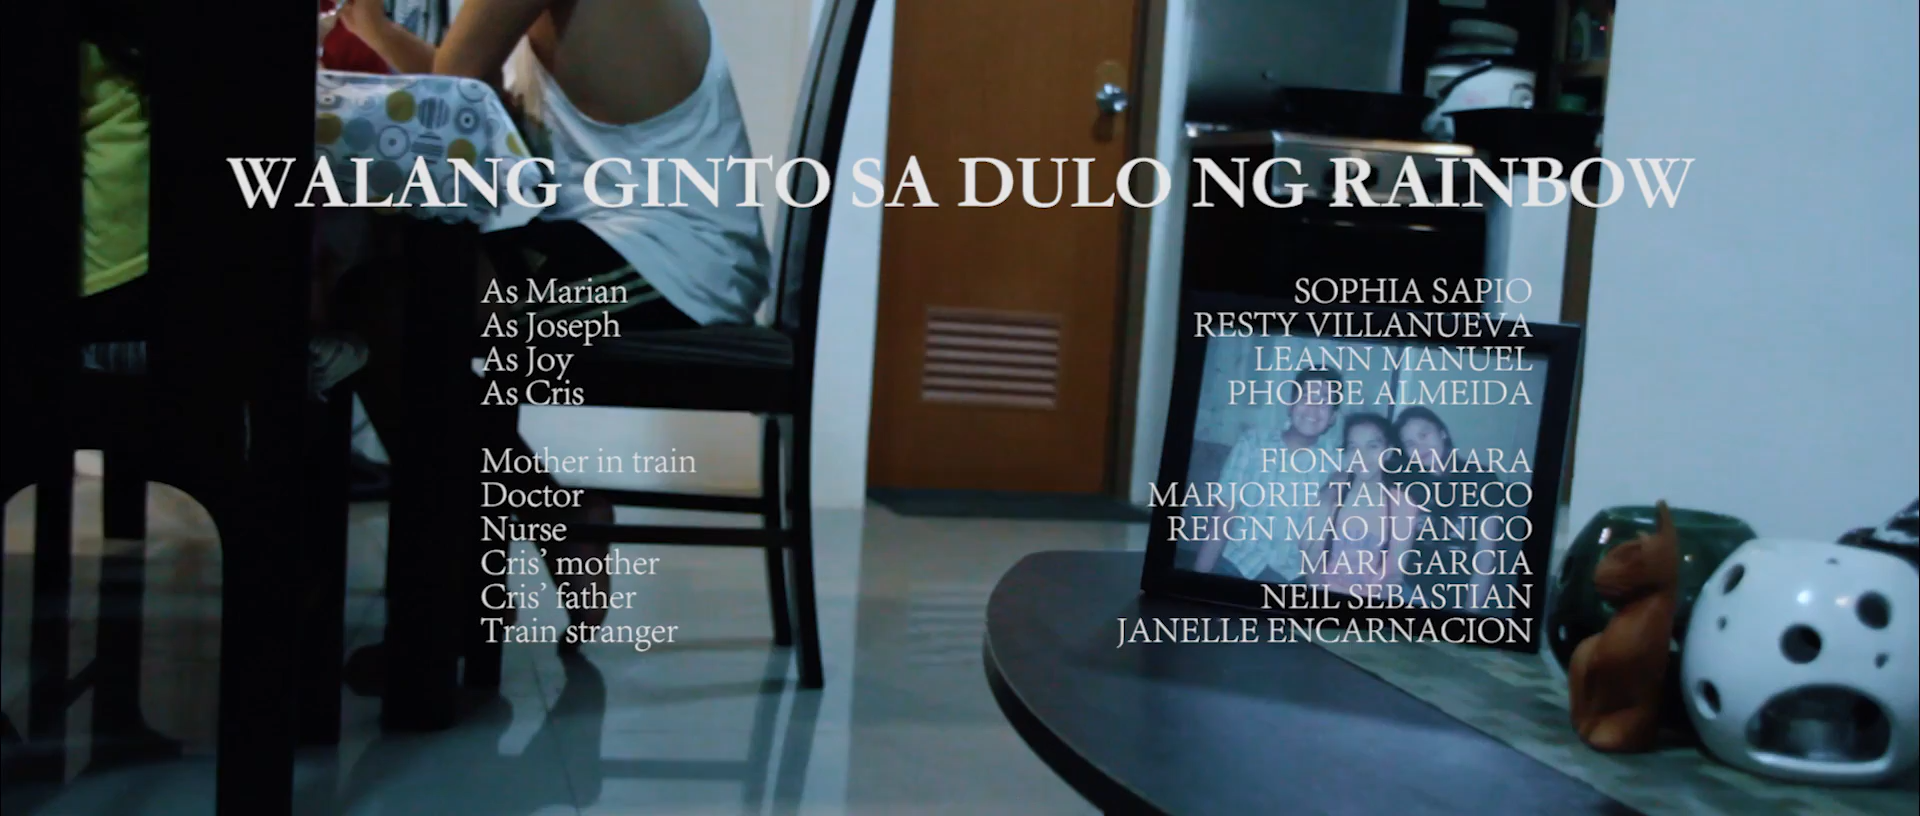 WALANG GINTO SA DULO NG RAINBOW
As Marian SOPHIA SAPIO
As Joseph RESTY VILLANUEVA
As Joy LEANN MANUEL
As Cris PHOEBE ALMEIDA
Mother in train FIONA CAMARA
Doctor MARJORIE TANQUECO
Nurse REIGN MAO JUANICO
Cris’ mother MARJ GARCIA
Cris’ father NEIL SEBASTIAN
Train stranger JANELLE ENCARNACION